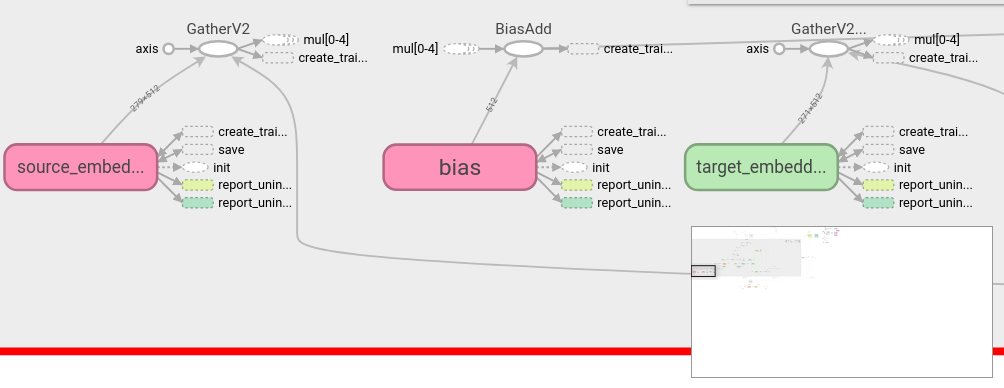 GatherV2
axis
mul[0-4]
create_trai...
279×512
source_embed...
create_trai...
save
init
report_unin...
report_unin...
BiasAdd
mul[0-4]
create_trai...
512
bias
create_trai...
save
init
report_unin...
report_unin...
GatherV2...
axis
mul[0-4]
create_trai...
271×512
target_embedd...
create_trai...
save
init
report_unin...
report_unin...